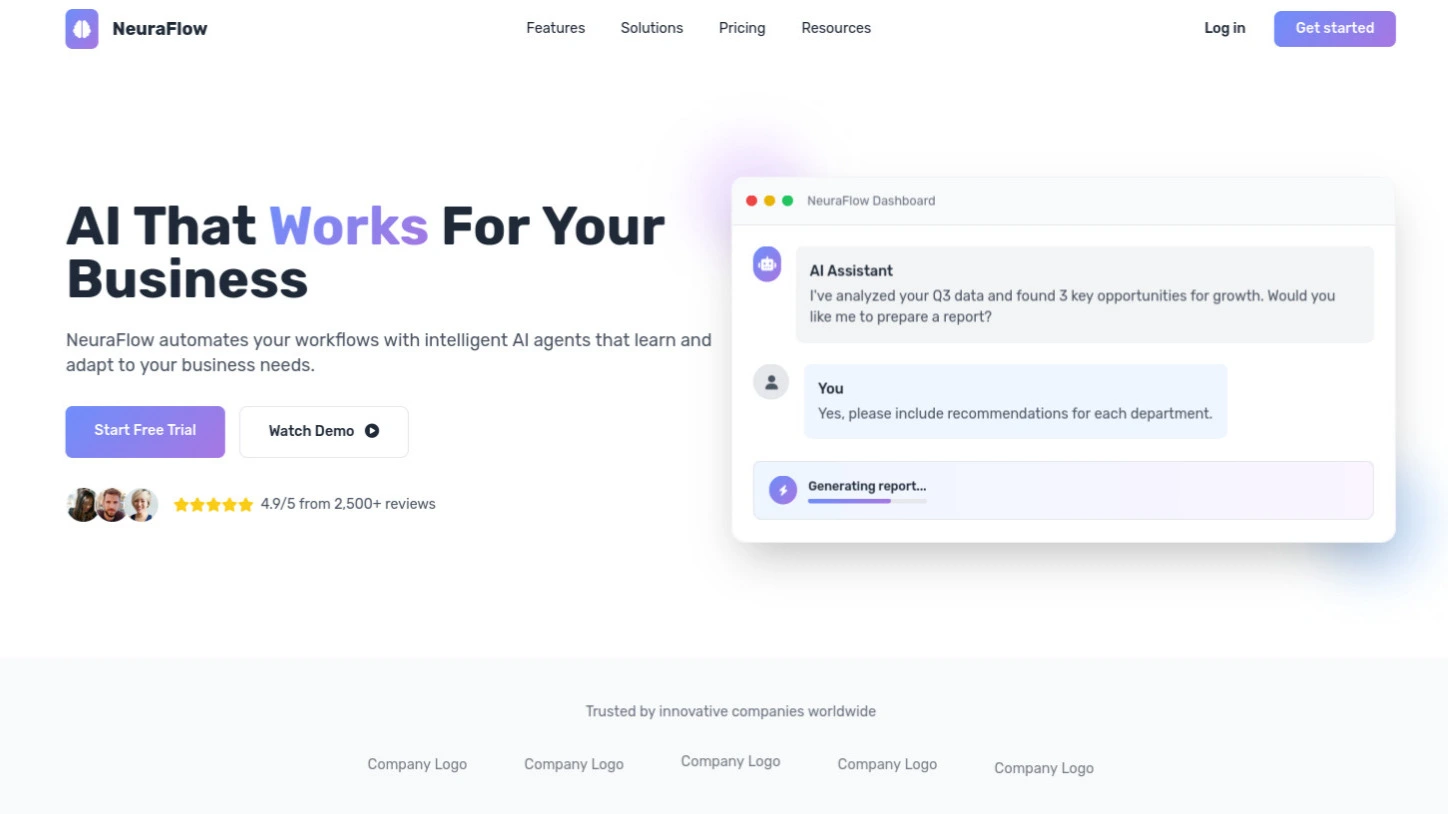 NeuraFlow
Features
Solutions
Pricing
Resources
Log in
Get started
AI That Works For Your
Business
NeuraFlow automates your workflows with intelligent AI agents that learn and
adapt to your business needs.
Start Free Trial
Watch Demo
4.9/5 from 2,500+ reviews
NeuraFlow Dashboard
AI Assistant
I've analyzed your Q3 data and found 3 key opportunities for growth. Would you
like me to prepare a report?
You
Yes, please include recommendations for each department.
Generating report...
Trusted by innovative companies worldwide
Company Logo
Company Logo
Company Logo
Company Logo
Company Logo